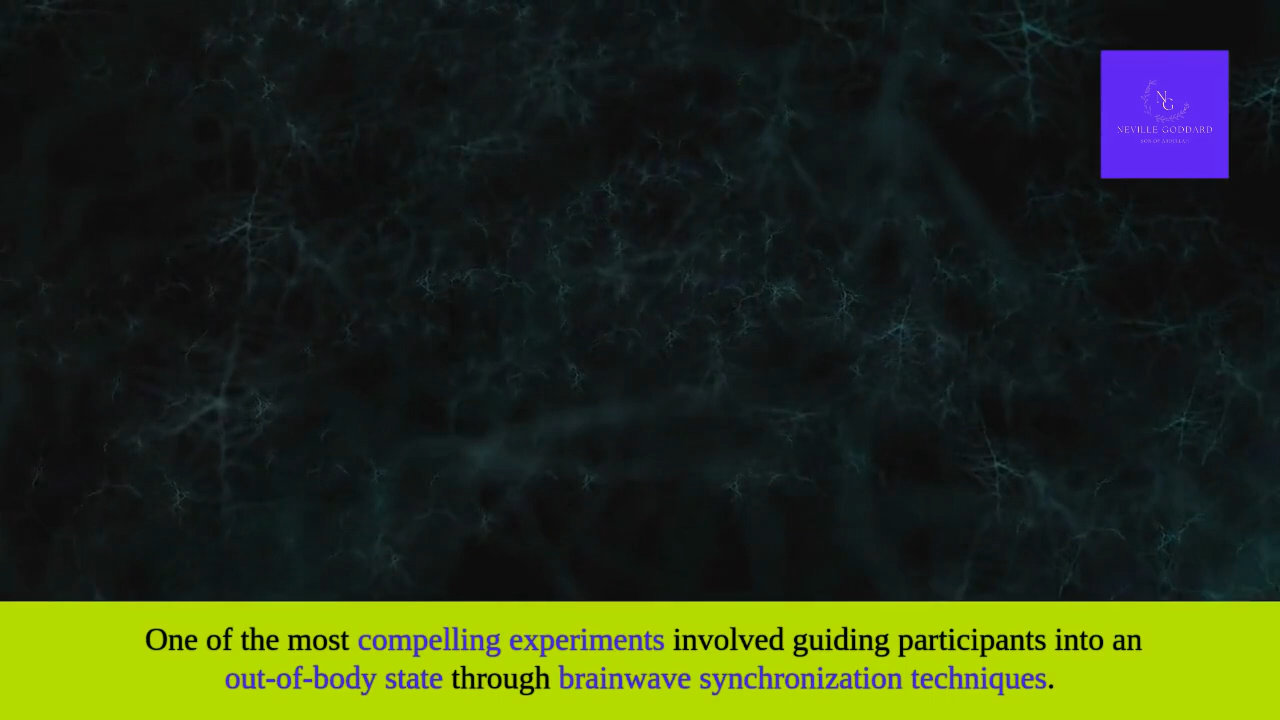 NG
NEVILLE GODDARD
One of the most compelling experiments involved guiding participants into an
out-of-body state through brainwave synchronization techniques.